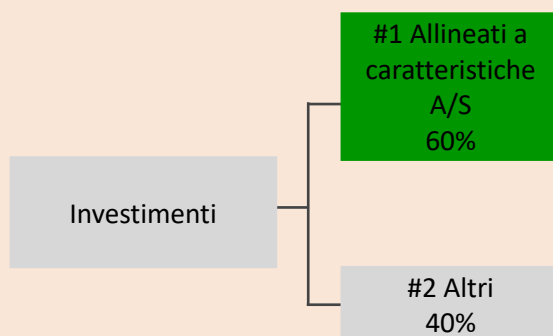 #1 Allineati a
caratteristiche
A/S
60%
Investimenti
#2 Altri
40%